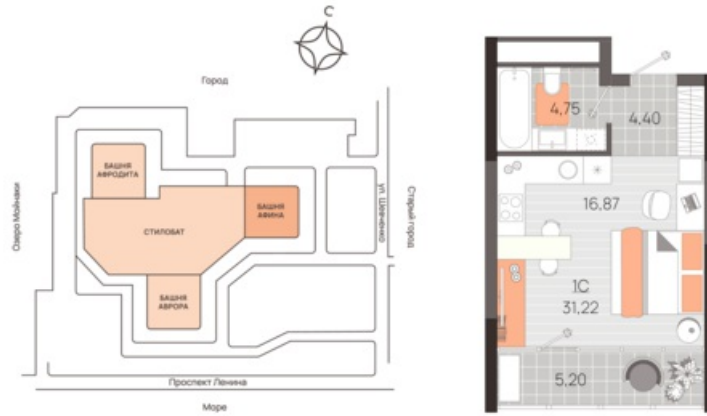 С
Город
БАШНЯ
АФРОДИТА
БАШНЯ
АФИНА
СТИЛОБАТ
БАШНЯ
АВРОРА
Озеро Мойнаки
ул. Шевченко
Старый город
Проспект Ленина
Море
4,75
4,40
16,87
1С
31,22
5,20